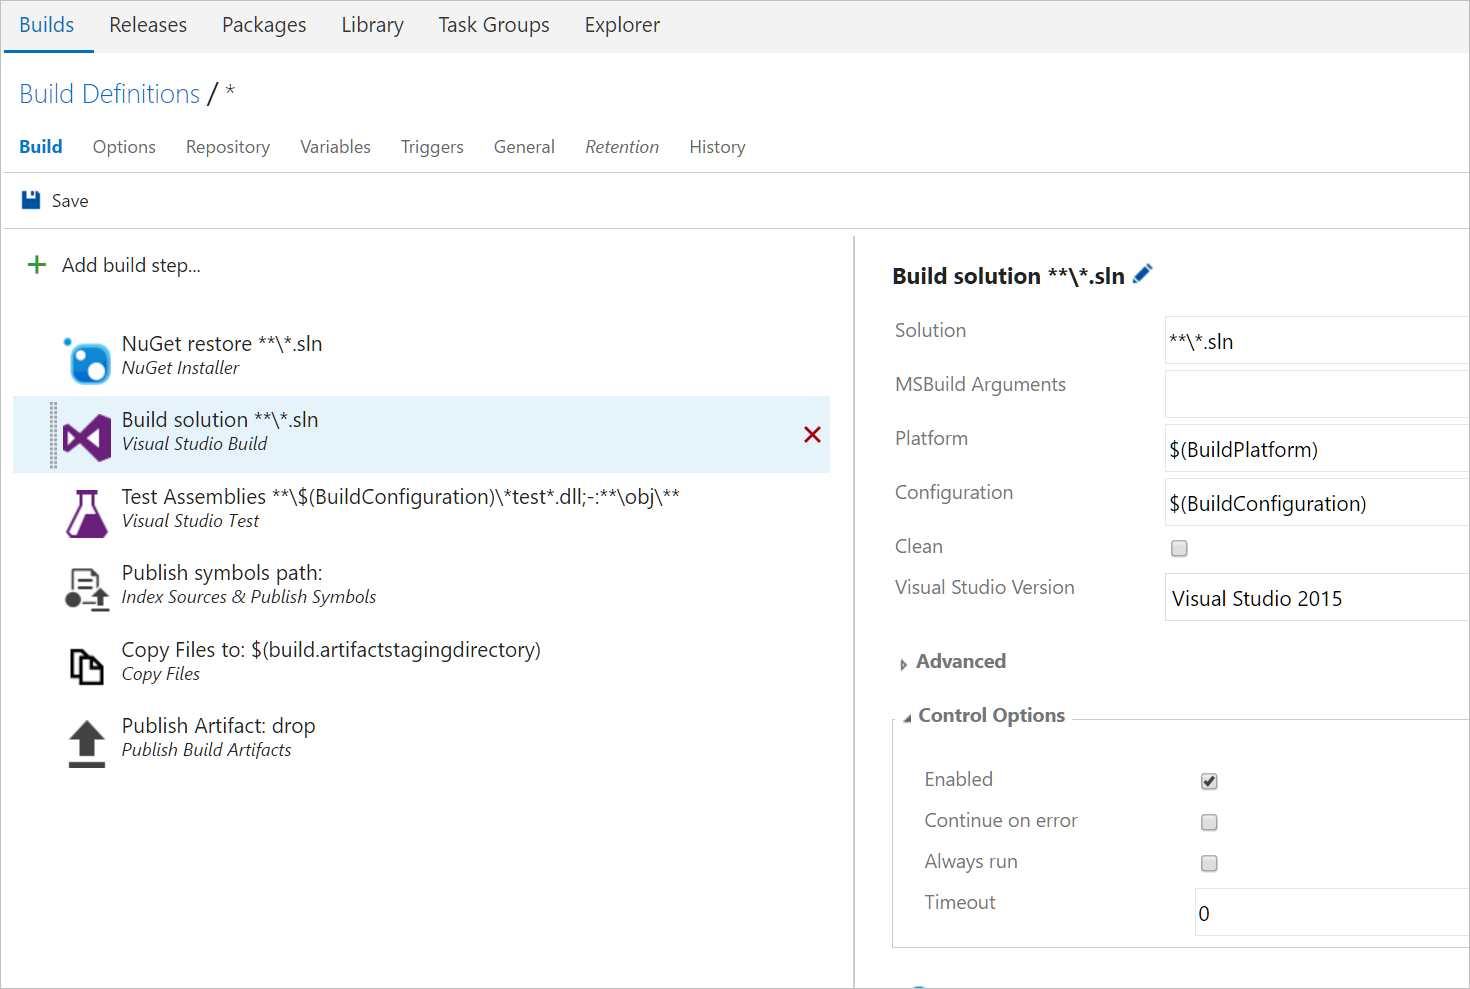 Builds Releases Packages Library Task Groups Explorer
Build Definitions / *
Build Options Repository Variables Triggers General Retention History
Save
Add build step...
NuGet restore **\*.sln
NuGet Installer
Build solution **\*.sln
Visual Studio Build
Test Assemblies **\$(BuildConfiguration)\*test*.dll;-:**\obj\**
Visual Studio Test
Publish symbols path:
Index Sources & Publish Symbols
Copy Files to: $(build.artifactstagingdirectory)
Copy Files
Publish Artifact: drop
Publish Build Artifacts
Build solution **\*.sln
Solution **\*.sln
MSBuild Arguments
Platform $(BuildPlatform)
Configuration $(BuildConfiguration)
Clean
Visual Studio Version Visual Studio 2015
Advanced
Control Options
Enabled
Continue on error
Always run
Timeout 0